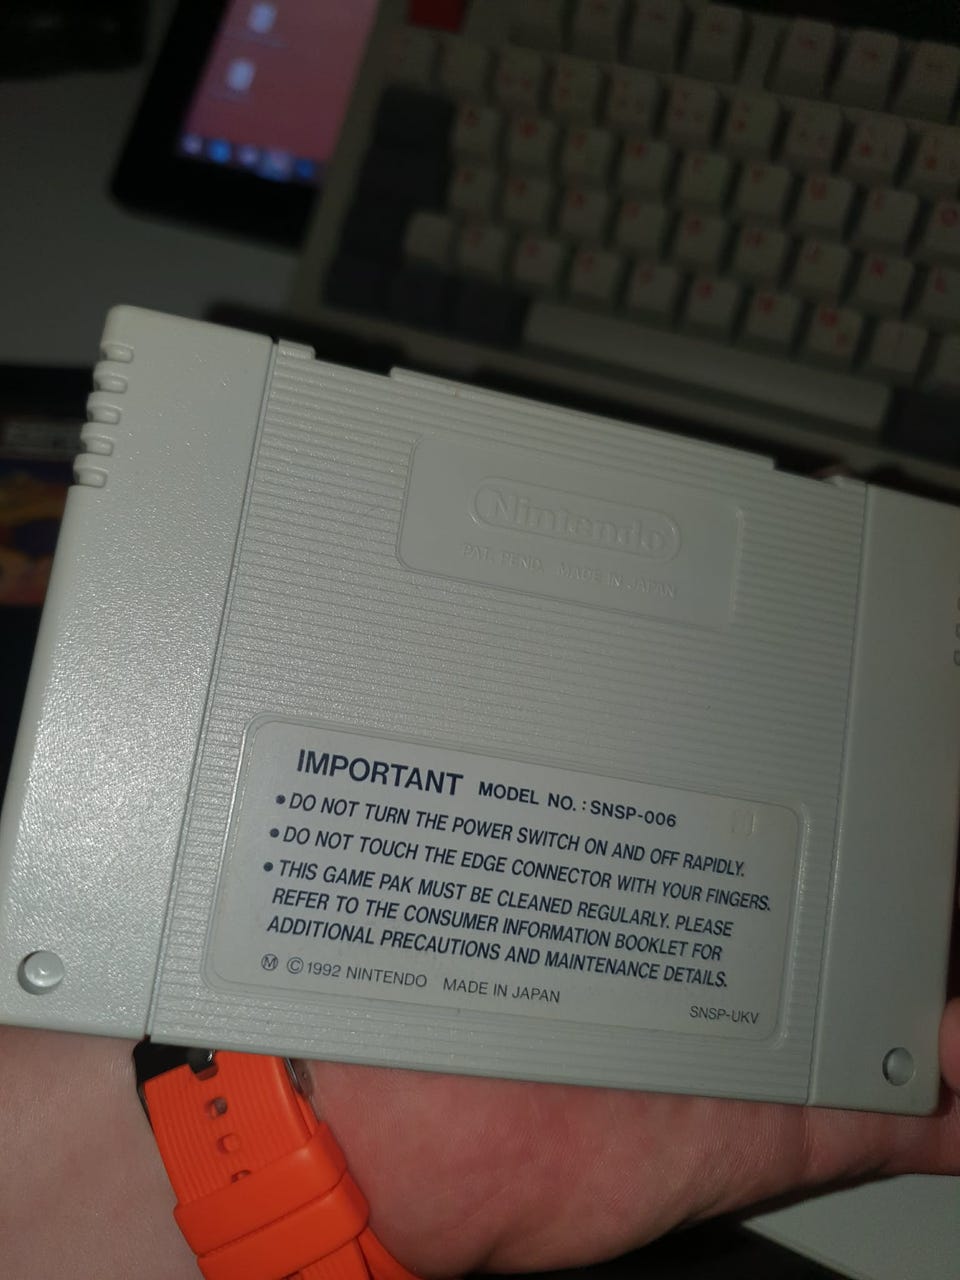 Nintendo
PAT. PEND. MADE IN JAPAN
IMPORTANT MODEL NO. : SNSP-006
• DO NOT TURN THE POWER SWITCH ON AND OFF RAPIDLY.
• DO NOT TOUCH THE EDGE CONNECTOR WITH YOUR FINGERS.
• THIS GAME PAK MUST BE CLEANED REGULARLY. PLEASE
REFER TO THE CONSUMER INFORMATION BOOKLET FOR
ADDITIONAL PRECAUTIONS AND MAINTENANCE DETAILS.
Ⓜ © 1992 NINTENDO MADE IN JAPAN
SNSP-UKV